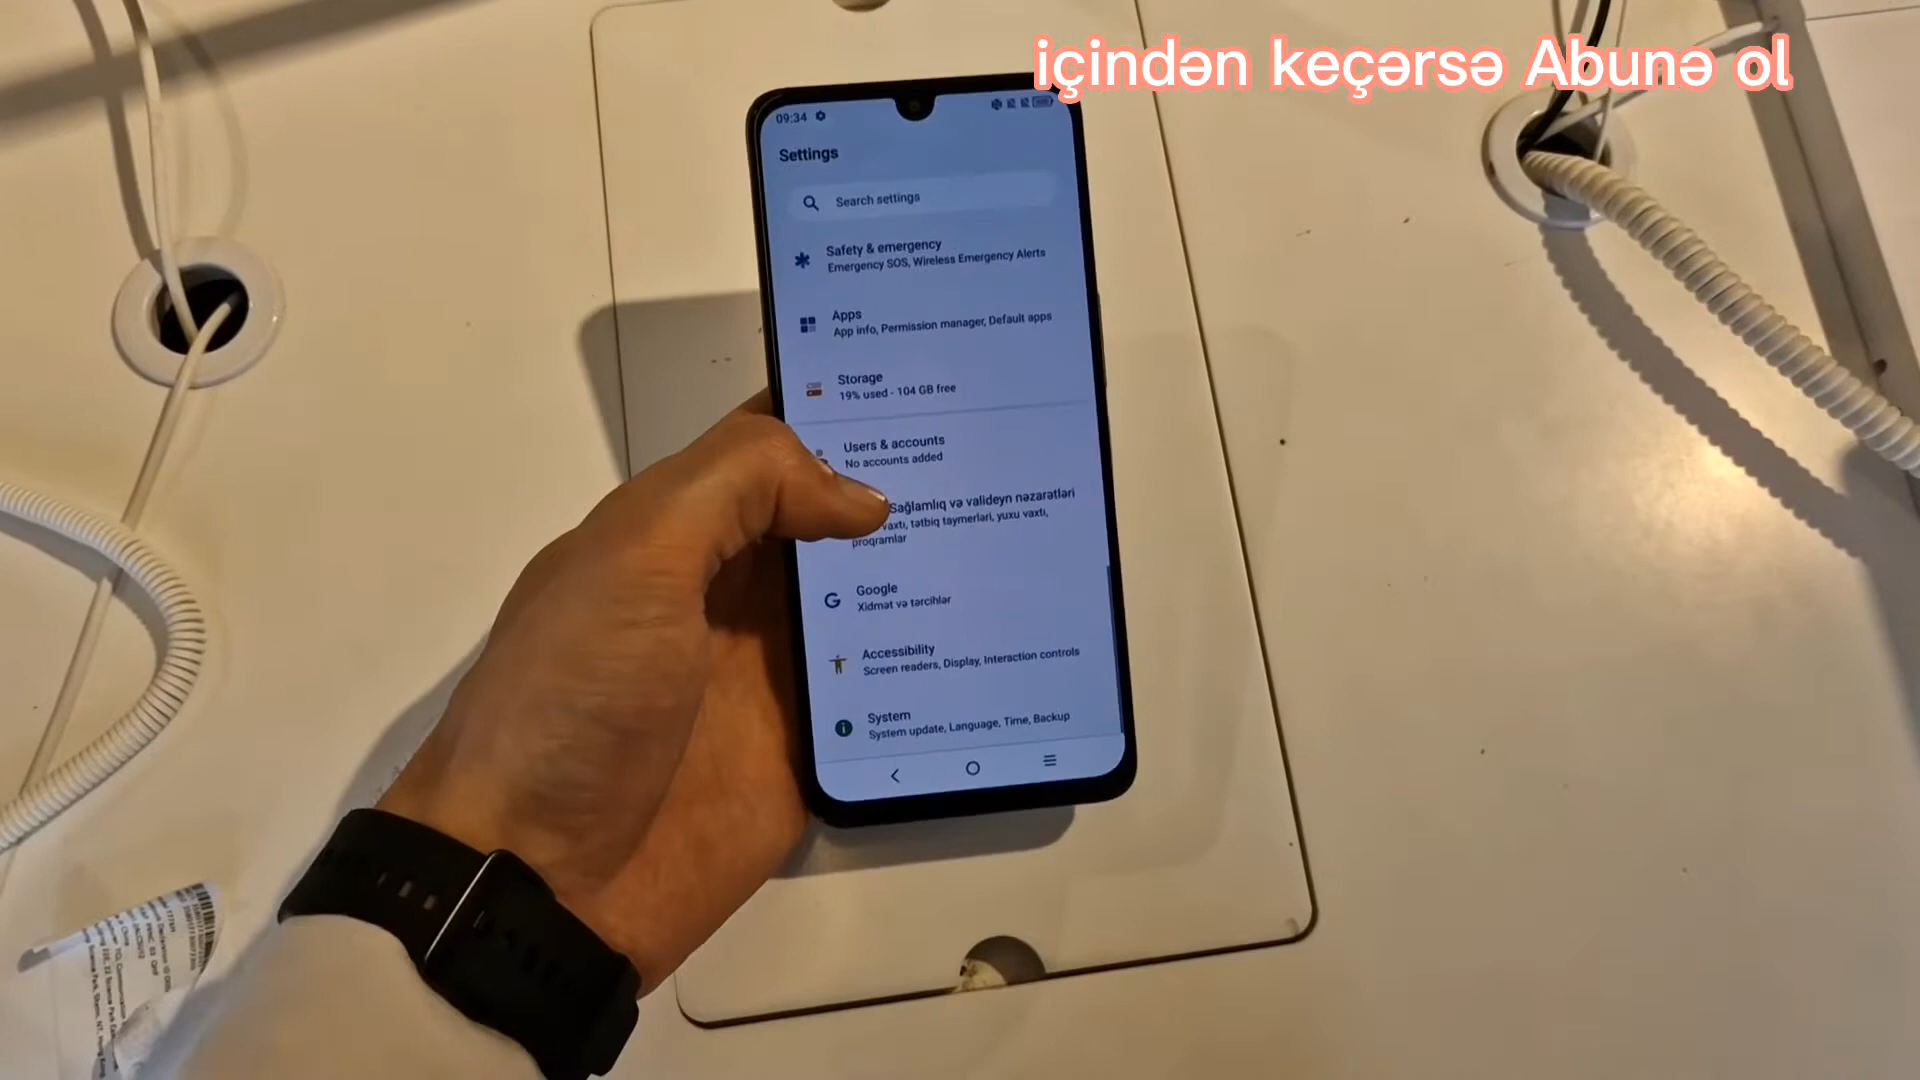 içindən keçərsə Abunə ol
09:34
Settings
Search settings
Safety & emergency
Emergency SOS, Wireless Emergency Alerts
Apps
App info, Permission manager, Default apps
Storage
19% used - 104 GB free
Users & accounts
No accounts added
Sağlamlıq və valideyn nəzarətləri
vaxtı, tətbiq taymerləri, yuxu vaxtı,
proqramlar
Google
Xidmət və tərcihlər
Accessibility
Screen readers, Display, Interaction controls
System
System update, Language, Time, Backup